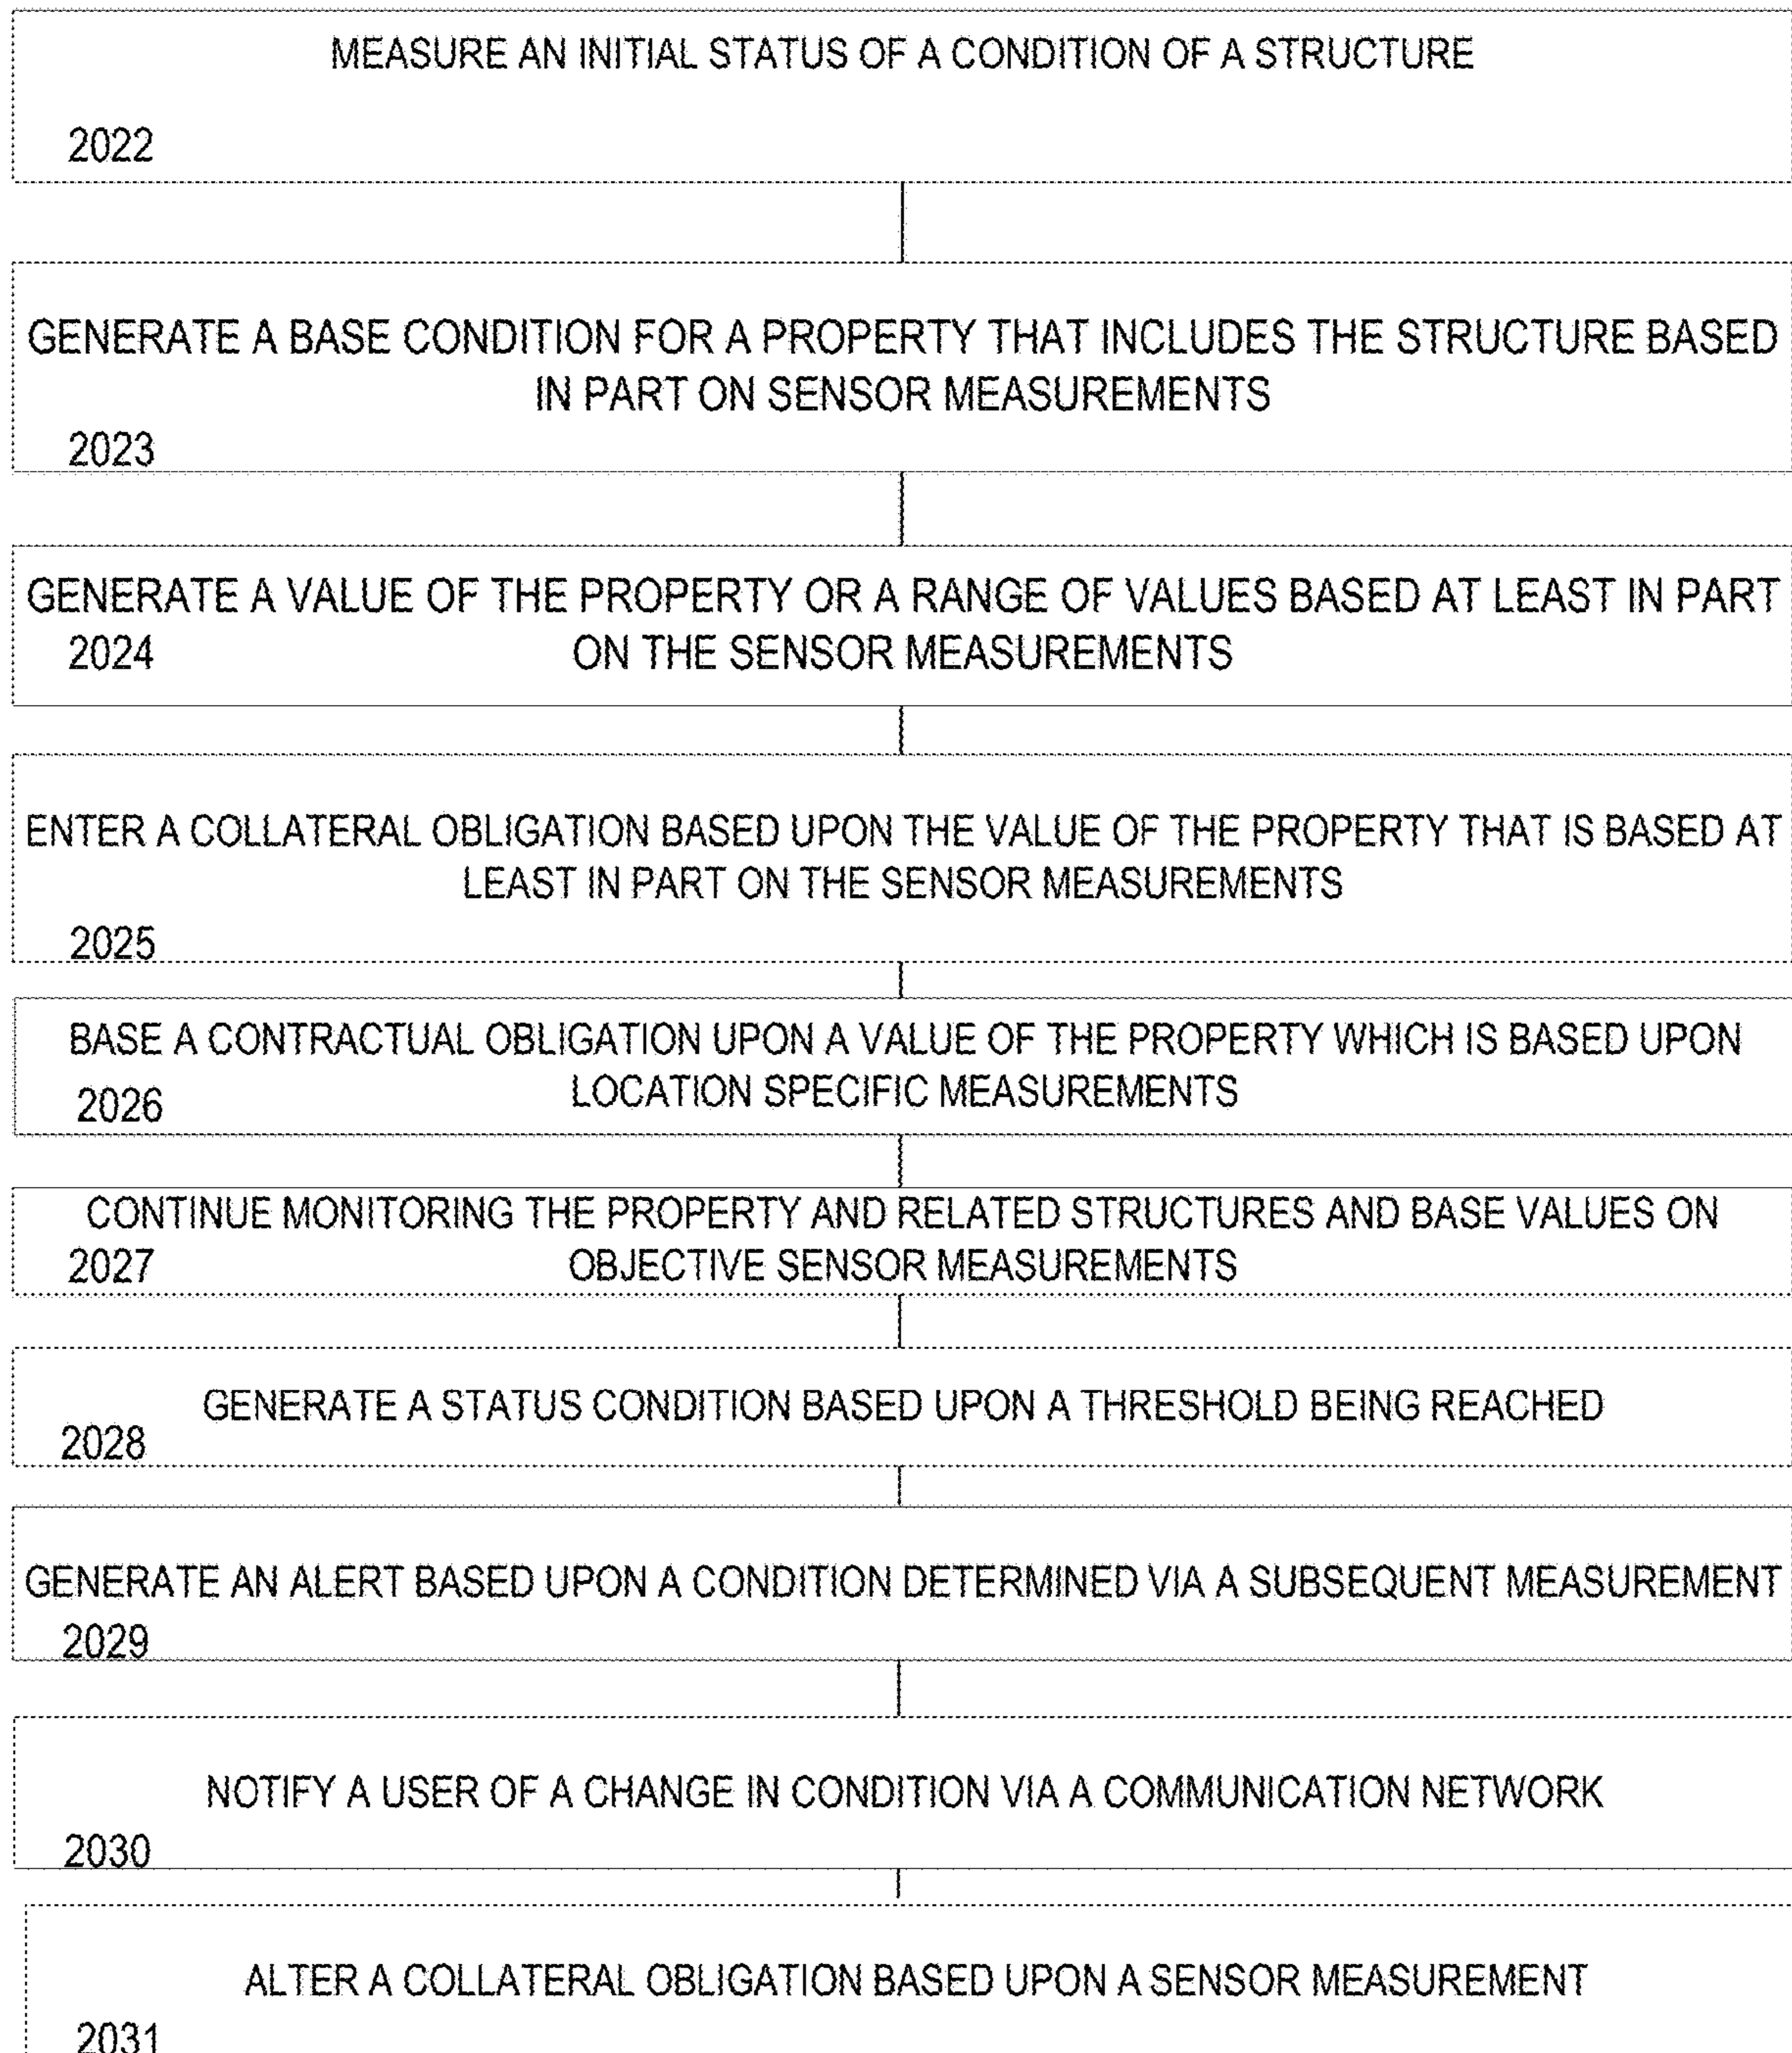 MEASURE AN INITIAL STATUS OF A CONDITION OF A STRUCTURE
2022
GENERATE A BASE CONDITION FOR A PROPERTY THAT INCLUDES THE STRUCTURE BASED
IN PART ON SENSOR MEASUREMENTS
2023
GENERATE A VALUE OF THE PROPERTY OR A RANGE OF VALUES BASED AT LEAST IN PART
2024 ON THE SENSOR MEASUREMENTS
ENTER A COLLATERAL OBLIGATION BASED UPON THE VALUE OF THE PROPERTY THAT IS BASED AT
LEAST IN PART ON THE SENSOR MEASUREMENTS
2025
BASE A CONTRACTUAL OBLIGATION UPON A VALUE OF THE PROPERTY WHICH IS BASED UPON
2026 LOCATION SPECIFIC MEASUREMENTS
CONTINUE MONITORING THE PROPERTY AND RELATED STRUCTURES AND BASE VALUES ON
2027 OBJECTIVE SENSOR MEASUREMENTS
GENERATE A STATUS CONDITION BASED UPON A THRESHOLD BEING REACHED
2028
GENERATE AN ALERT BASED UPON A CONDITION DETERMINED VIA A SUBSEQUENT MEASUREMENT
2029
NOTIFY A USER OF A CHANGE IN CONDITION VIA A COMMUNICATION NETWORK
2030
ALTER A COLLATERAL OBLIGATION BASED UPON A SENSOR MEASUREMENT
2031